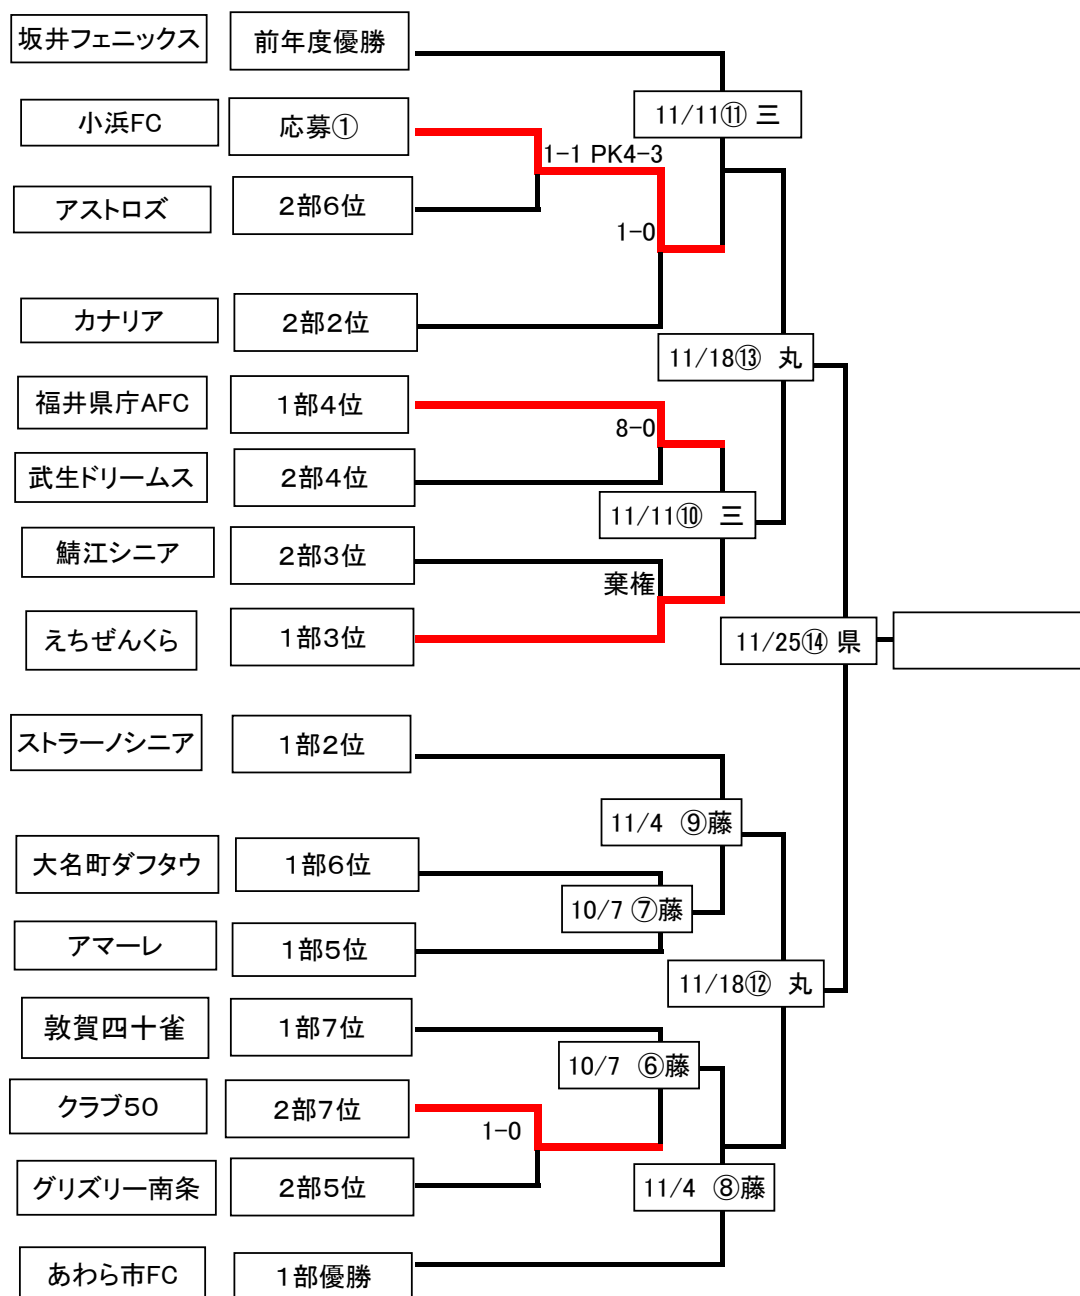 坂井フェニックス 前年度優勝
11/11⑪ 三
小浜FC 応募①
1-1 PK4-3
アストロズ 2部6位
1-0
カナリア 2部2位
11/18⑬ 丸
福井県庁AFC 1部4位
8-0
武生ドリームス 2部4位
11/11⑩ 三
鯖江シニア 2部3位
棄権
えちぜんくら 1部3位
11/25⑭ 県
ストラーノシニア 1部2位
11/4 ⑨藤
大名町ダフタウ 1部6位
10/7 ⑦藤
アマーレ 1部5位
11/18⑫ 丸
敦賀四十雀 1部7位
10/7 ⑥藤
クラブ50 2部7位
1-0
グリズリー南条 2部5位
11/4 ⑧藤
あわら市FC 1部優勝